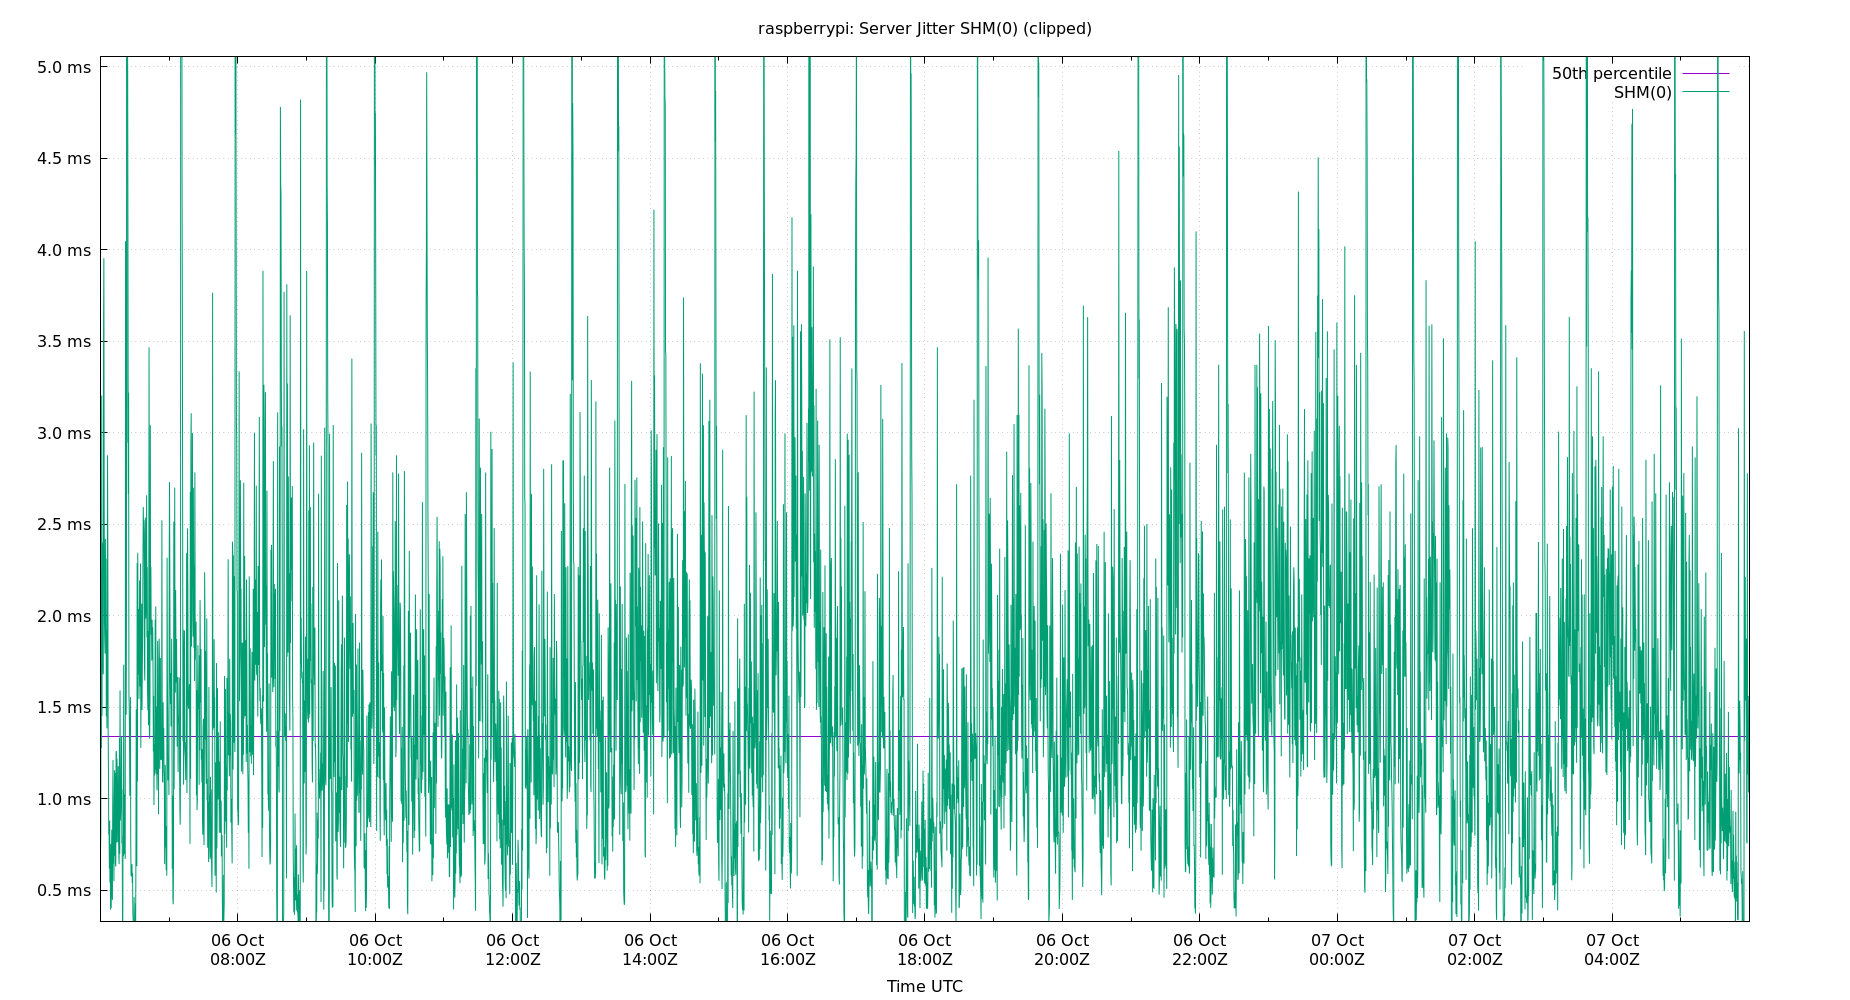 raspberrypi: Server Jitter SHM(0) (clipped)
5.0 ms
4.5 ms
4.0 ms
3.5 ms
3.0 ms
2.5 ms
2.0 ms
1.5 ms
1.0 ms
0.5 ms
50th percentile
SHM(0)
06 Oct 06 Oct 06 Oct 06 Oct 06 Oct 06 Oct 06 Oct 06 Oct 07 Oct 07 Oct 07 Oct
08:00Z 10:00Z 12:00Z 14:00Z 16:00Z 18:00Z 20:00Z 22:00Z 00:00Z 02:00Z 04:00Z
Time UTC